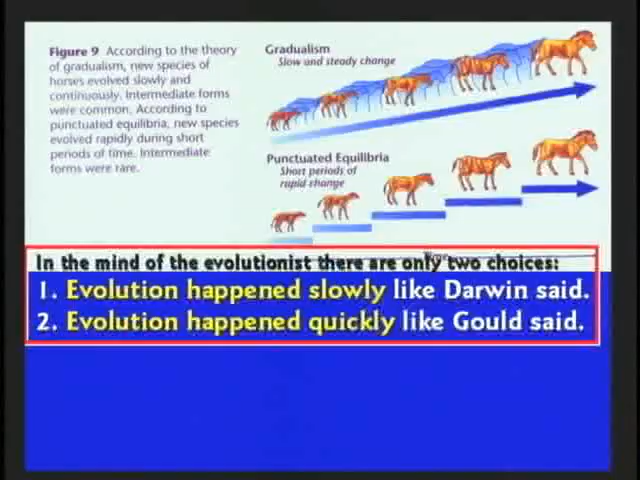 Figure 9 According to the theory
of gradualism, new species of
horses evolved slowly and
continuously. Intermediate forms
were common. According to
punctuated equilibria, new species
evolved rapidly during short
periods of time. Intermediate
forms were rare.
Gradualism
Slow and steady change
Punctuated Equilibria
Short periods of
rapid change
In the mind of the evolutionist there are only two choices:
1. Evolution happened slowly like Darwin said.
2. Evolution happened quickly like Gould said.